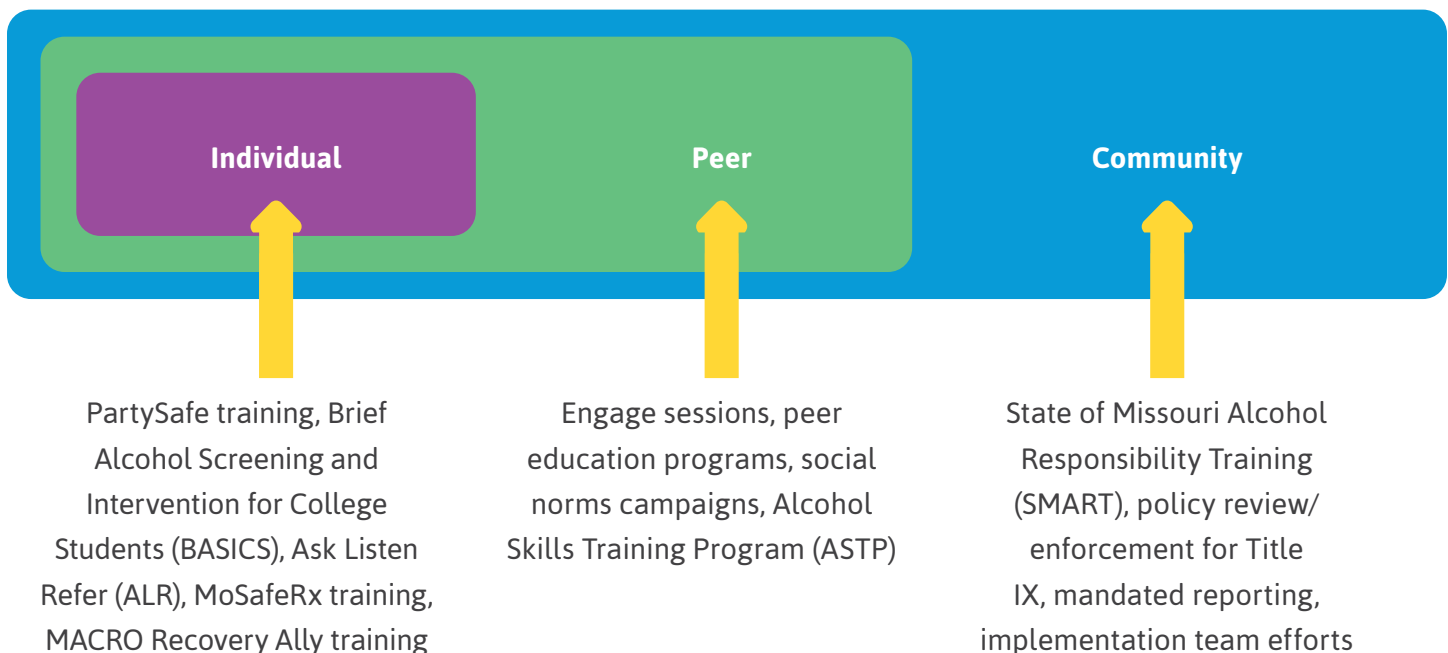 Individual
Peer
Community
PartySafe training, Brief
Alcohol Screening and
Intervention for College
Students (BASICS), Ask Listen
Refer (ALR), MoSafeRx training,
MACRO Recovery Ally training
Engage sessions, peer
education programs, social
norms campaigns, Alcohol
Skills Training Program (ASTP)
State of Missouri Alcohol
Responsibility Training
(SMART), policy review/
enforcement for Title
IX, mandated reporting,
implementation team efforts